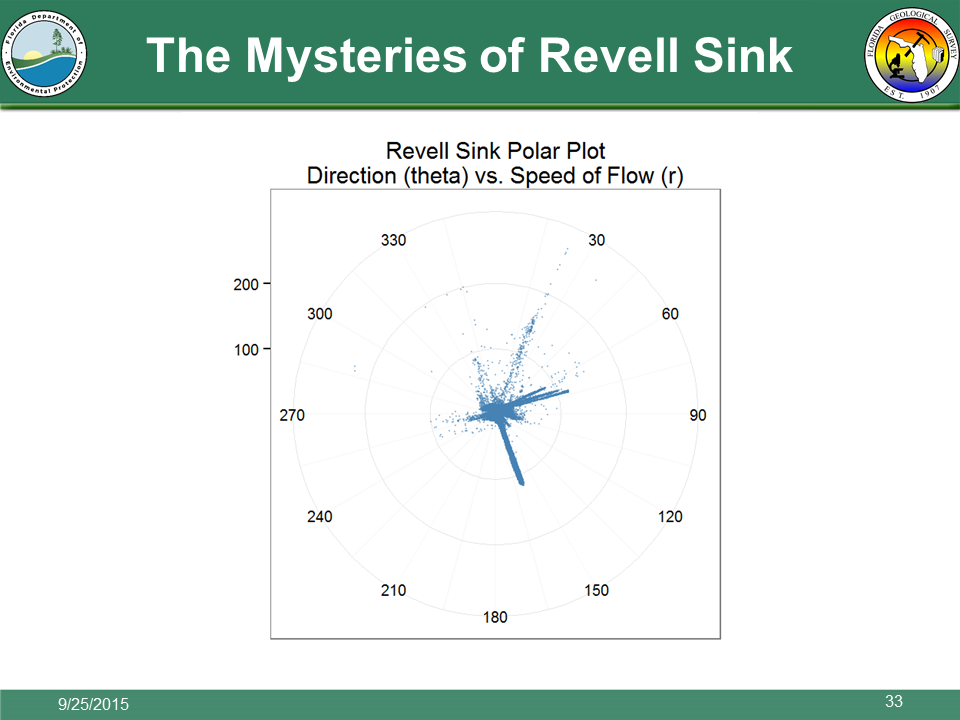 Florida Department of
Environmental Protection
The Mysteries of Revell Sink
FLORIDA GEOLOGICAL SURVEY
EST. 1907
Revell Sink Polar Plot
Direction (theta) vs. Speed of Flow (r)
330
30
200
300
60
100
270
90
240
120
210
150
180
9/25/2015
33